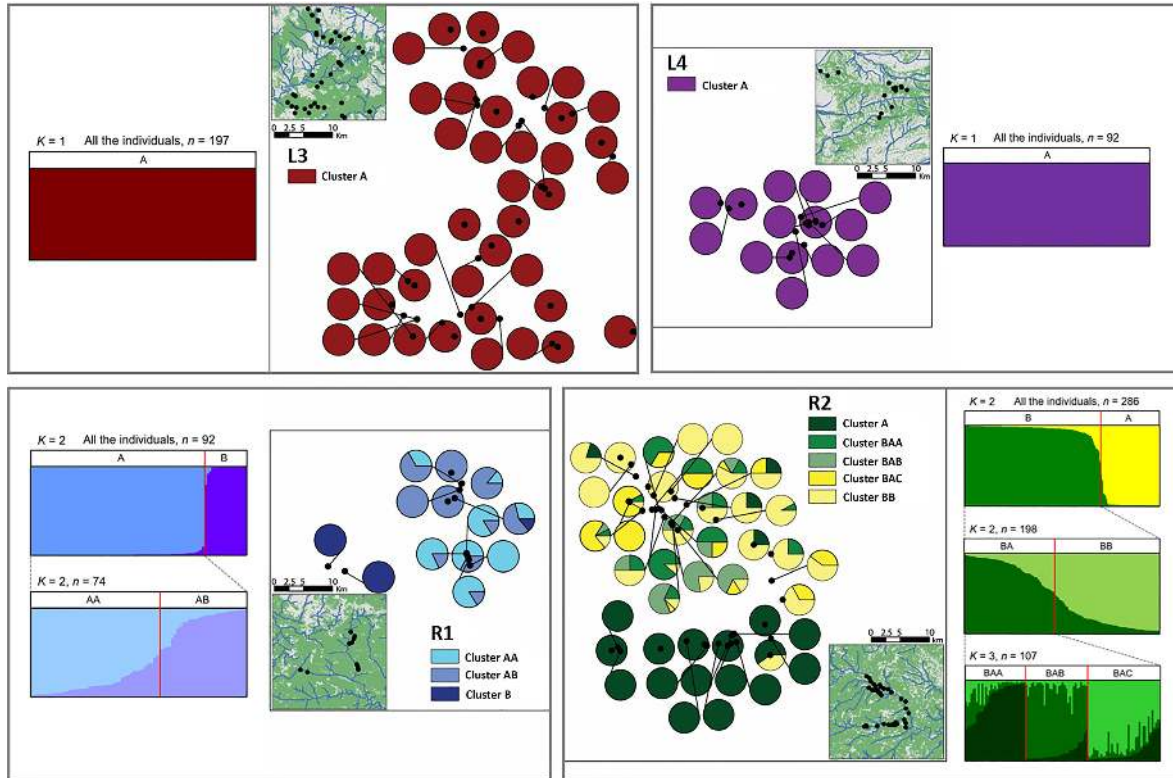 K = 1 All the individuals, n = 197
A
0 2.5 5 10
Km
L3
Cluster A
L4
Cluster A
0 2.5 5 10
Km
K = 1 All the individuals, n = 92
A
K = 2 All the individuals, n = 92
A B
K = 2, n = 74
AA AB
0 2.5 5 10
Km
R1
Cluster AA
Cluster AB
Cluster B
R2
Cluster A
Cluster BAA
Cluster BAB
Cluster BAC
Cluster BB
0 2.5 5 10
km
K = 2 All the individuals, n = 286
B A
K = 2, n = 198
BA BB
K = 3, n = 107
BAA BAB BAC